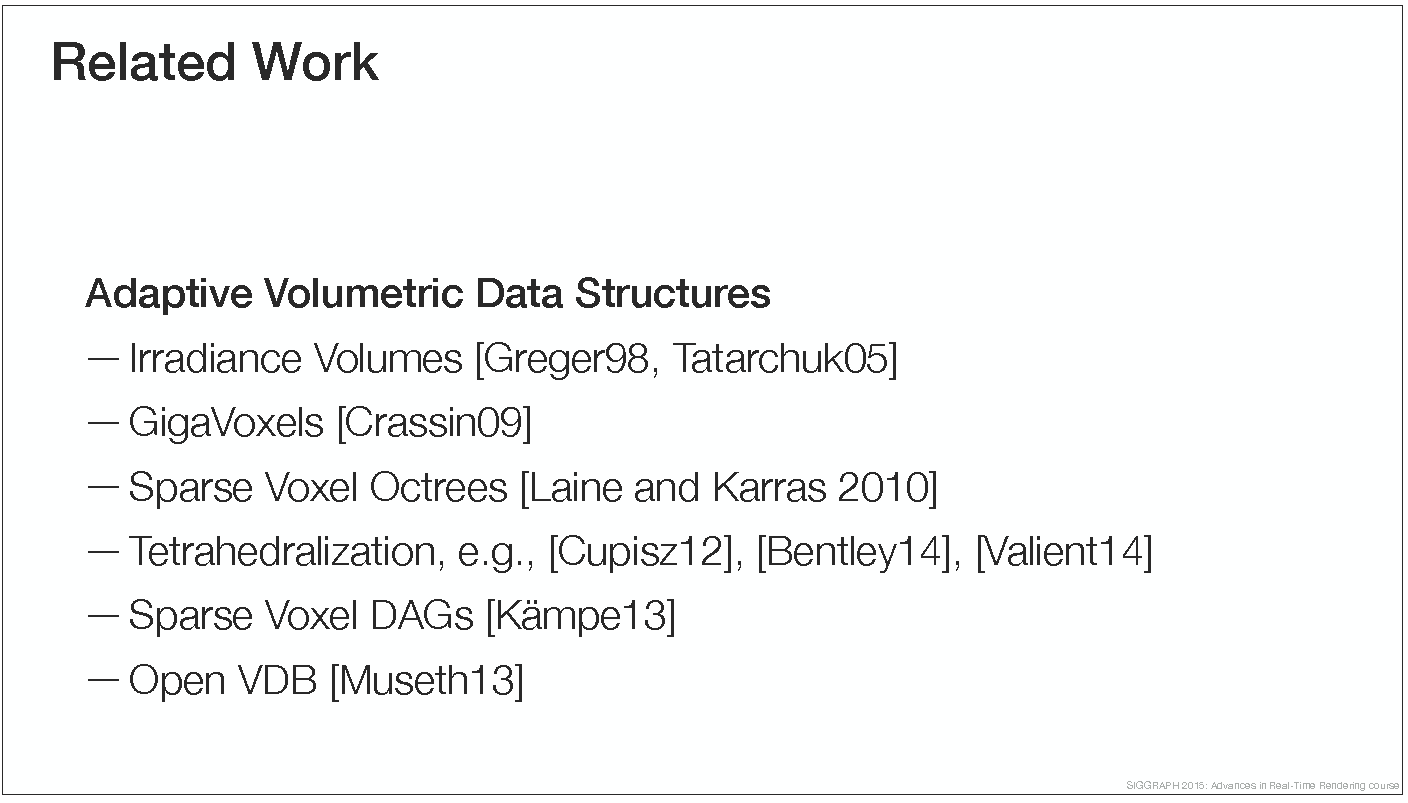 Related Work
Adaptive Volumetric Data Structures
— Irradiance Volumes [Greger98, Tatarchuk05]
— GigaVoxels [Crassin09]
— Sparse Voxel Octrees [Laine and Karras 2010]
— Tetrahedralization, e.g., [Cupisz12], [Bentley14], [Valient14]
— Sparse Voxel DAGs [Kämpe13]
— Open VDB [Museth13]
SIGGRAPH 2015: Advances in Real-Time Rendering course